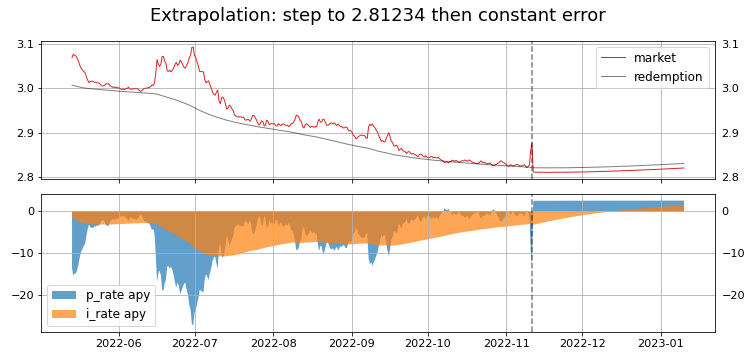 Extrapolation: step to 2.81234 then constant error
3.1
3.0
2.9
2.8
3.1
3.0
2.9
2.8
market
redemption
0
−10
−20
0
−10
−20
p_rate apy
i_rate apy
2022-06 2022-07 2022-08 2022-09 2022-10 2022-11 2022-12 2023-01